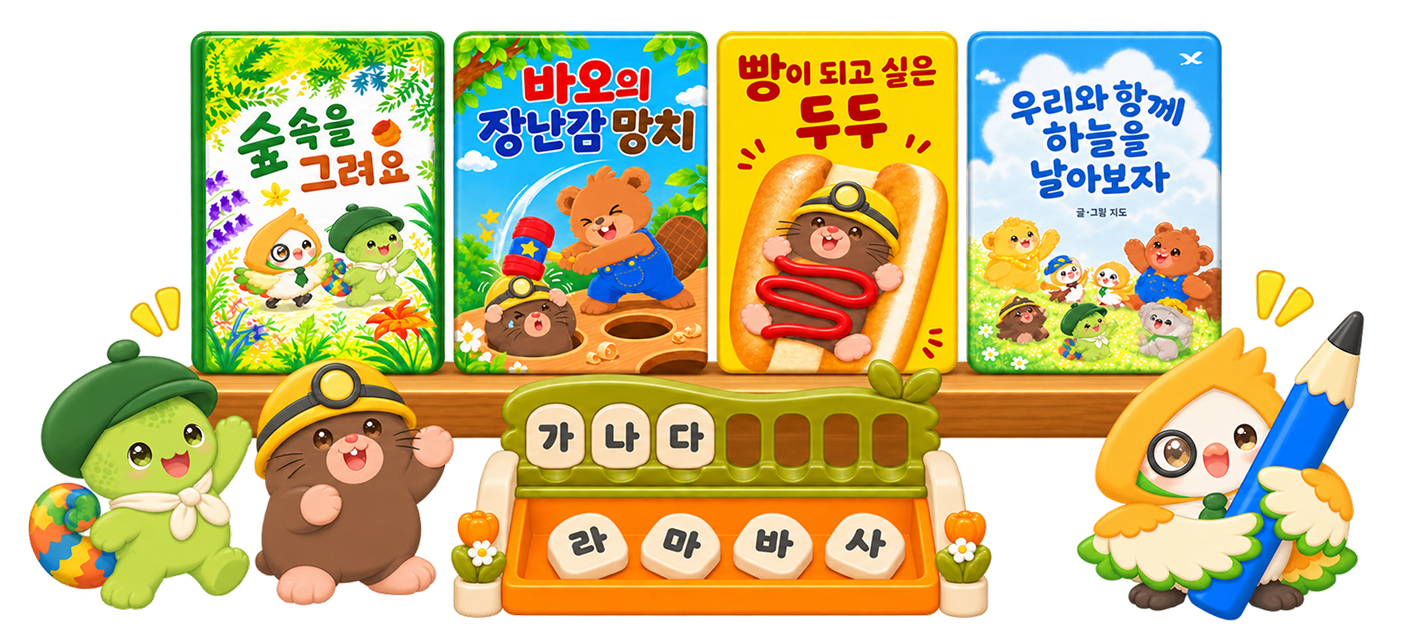 숲속을
그려요
바오의
장난감 망치
빵이 되고 싶은
두두
우리와 함께
하늘을
날아보자
글·그림 지도
가 나 다
라 마 바 사